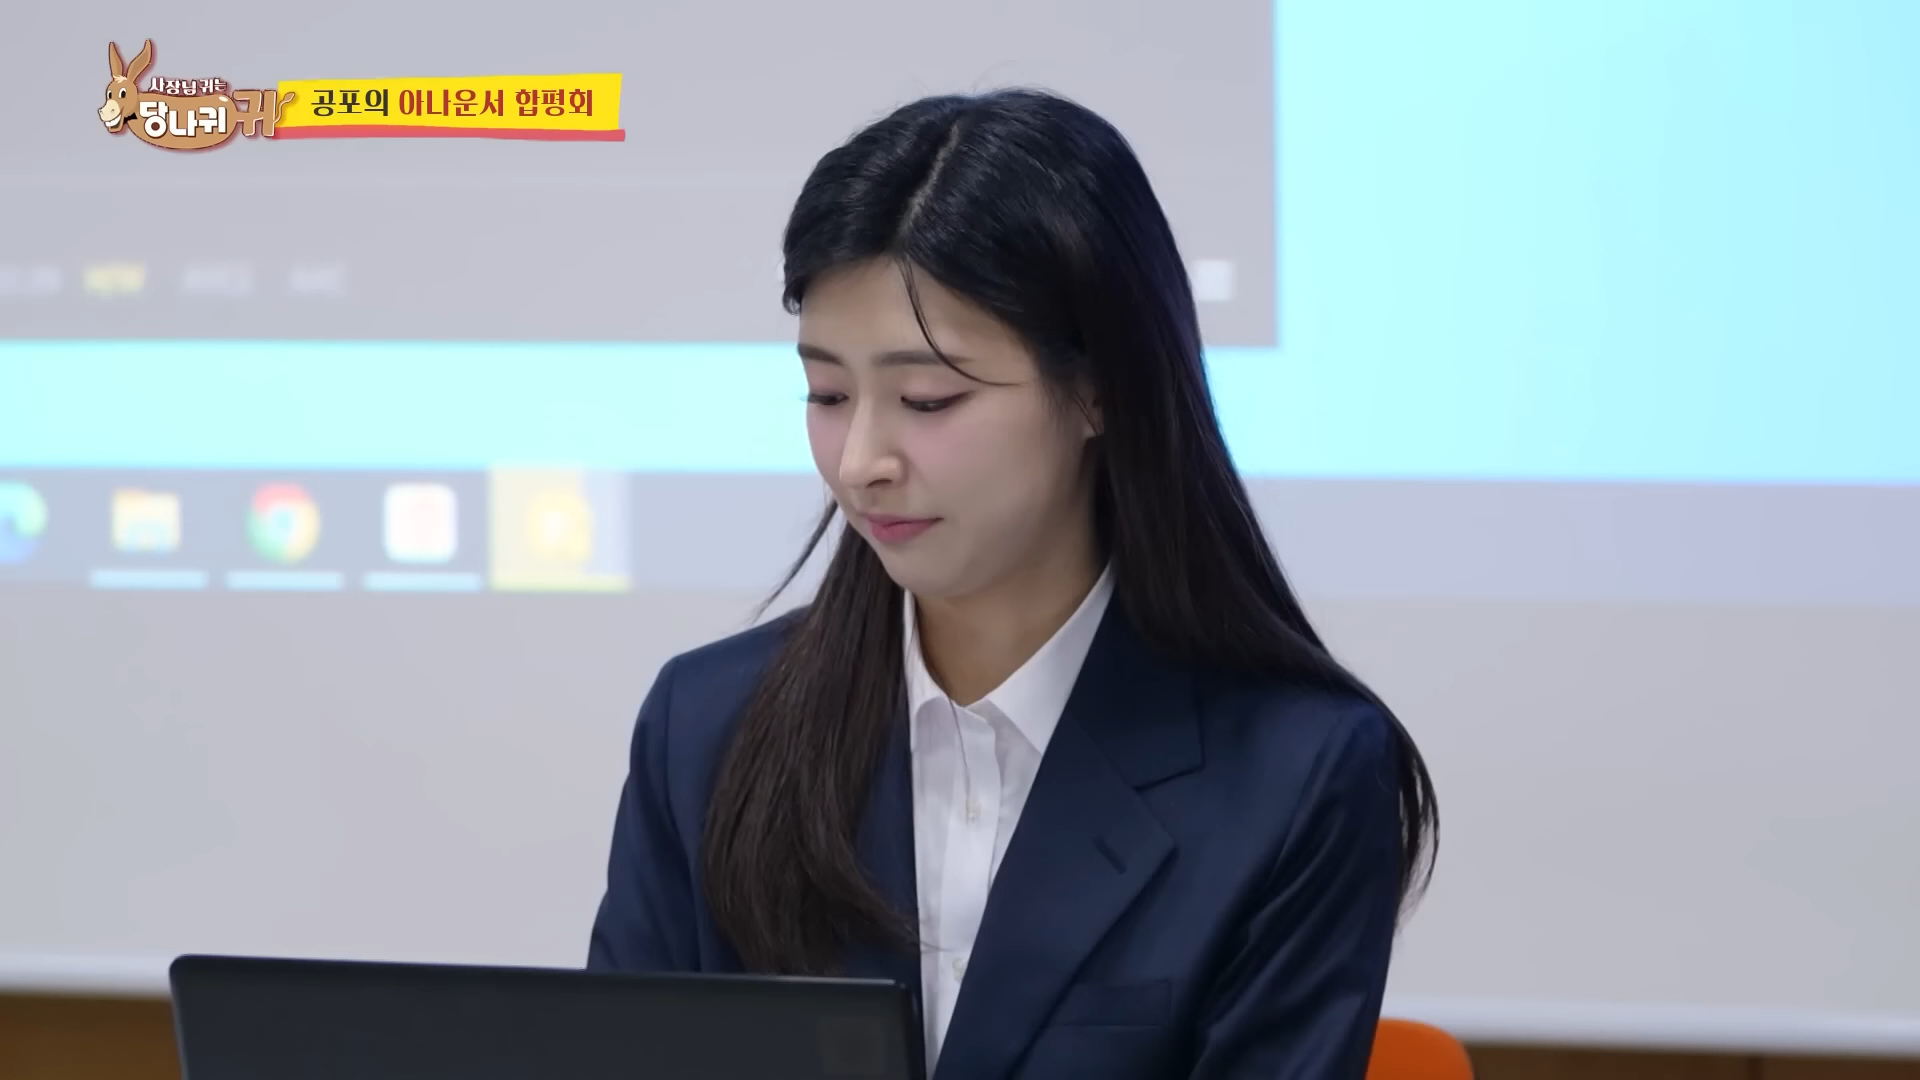 사장님 귀는
당나귀 귀
공포의 아나운서 합평회